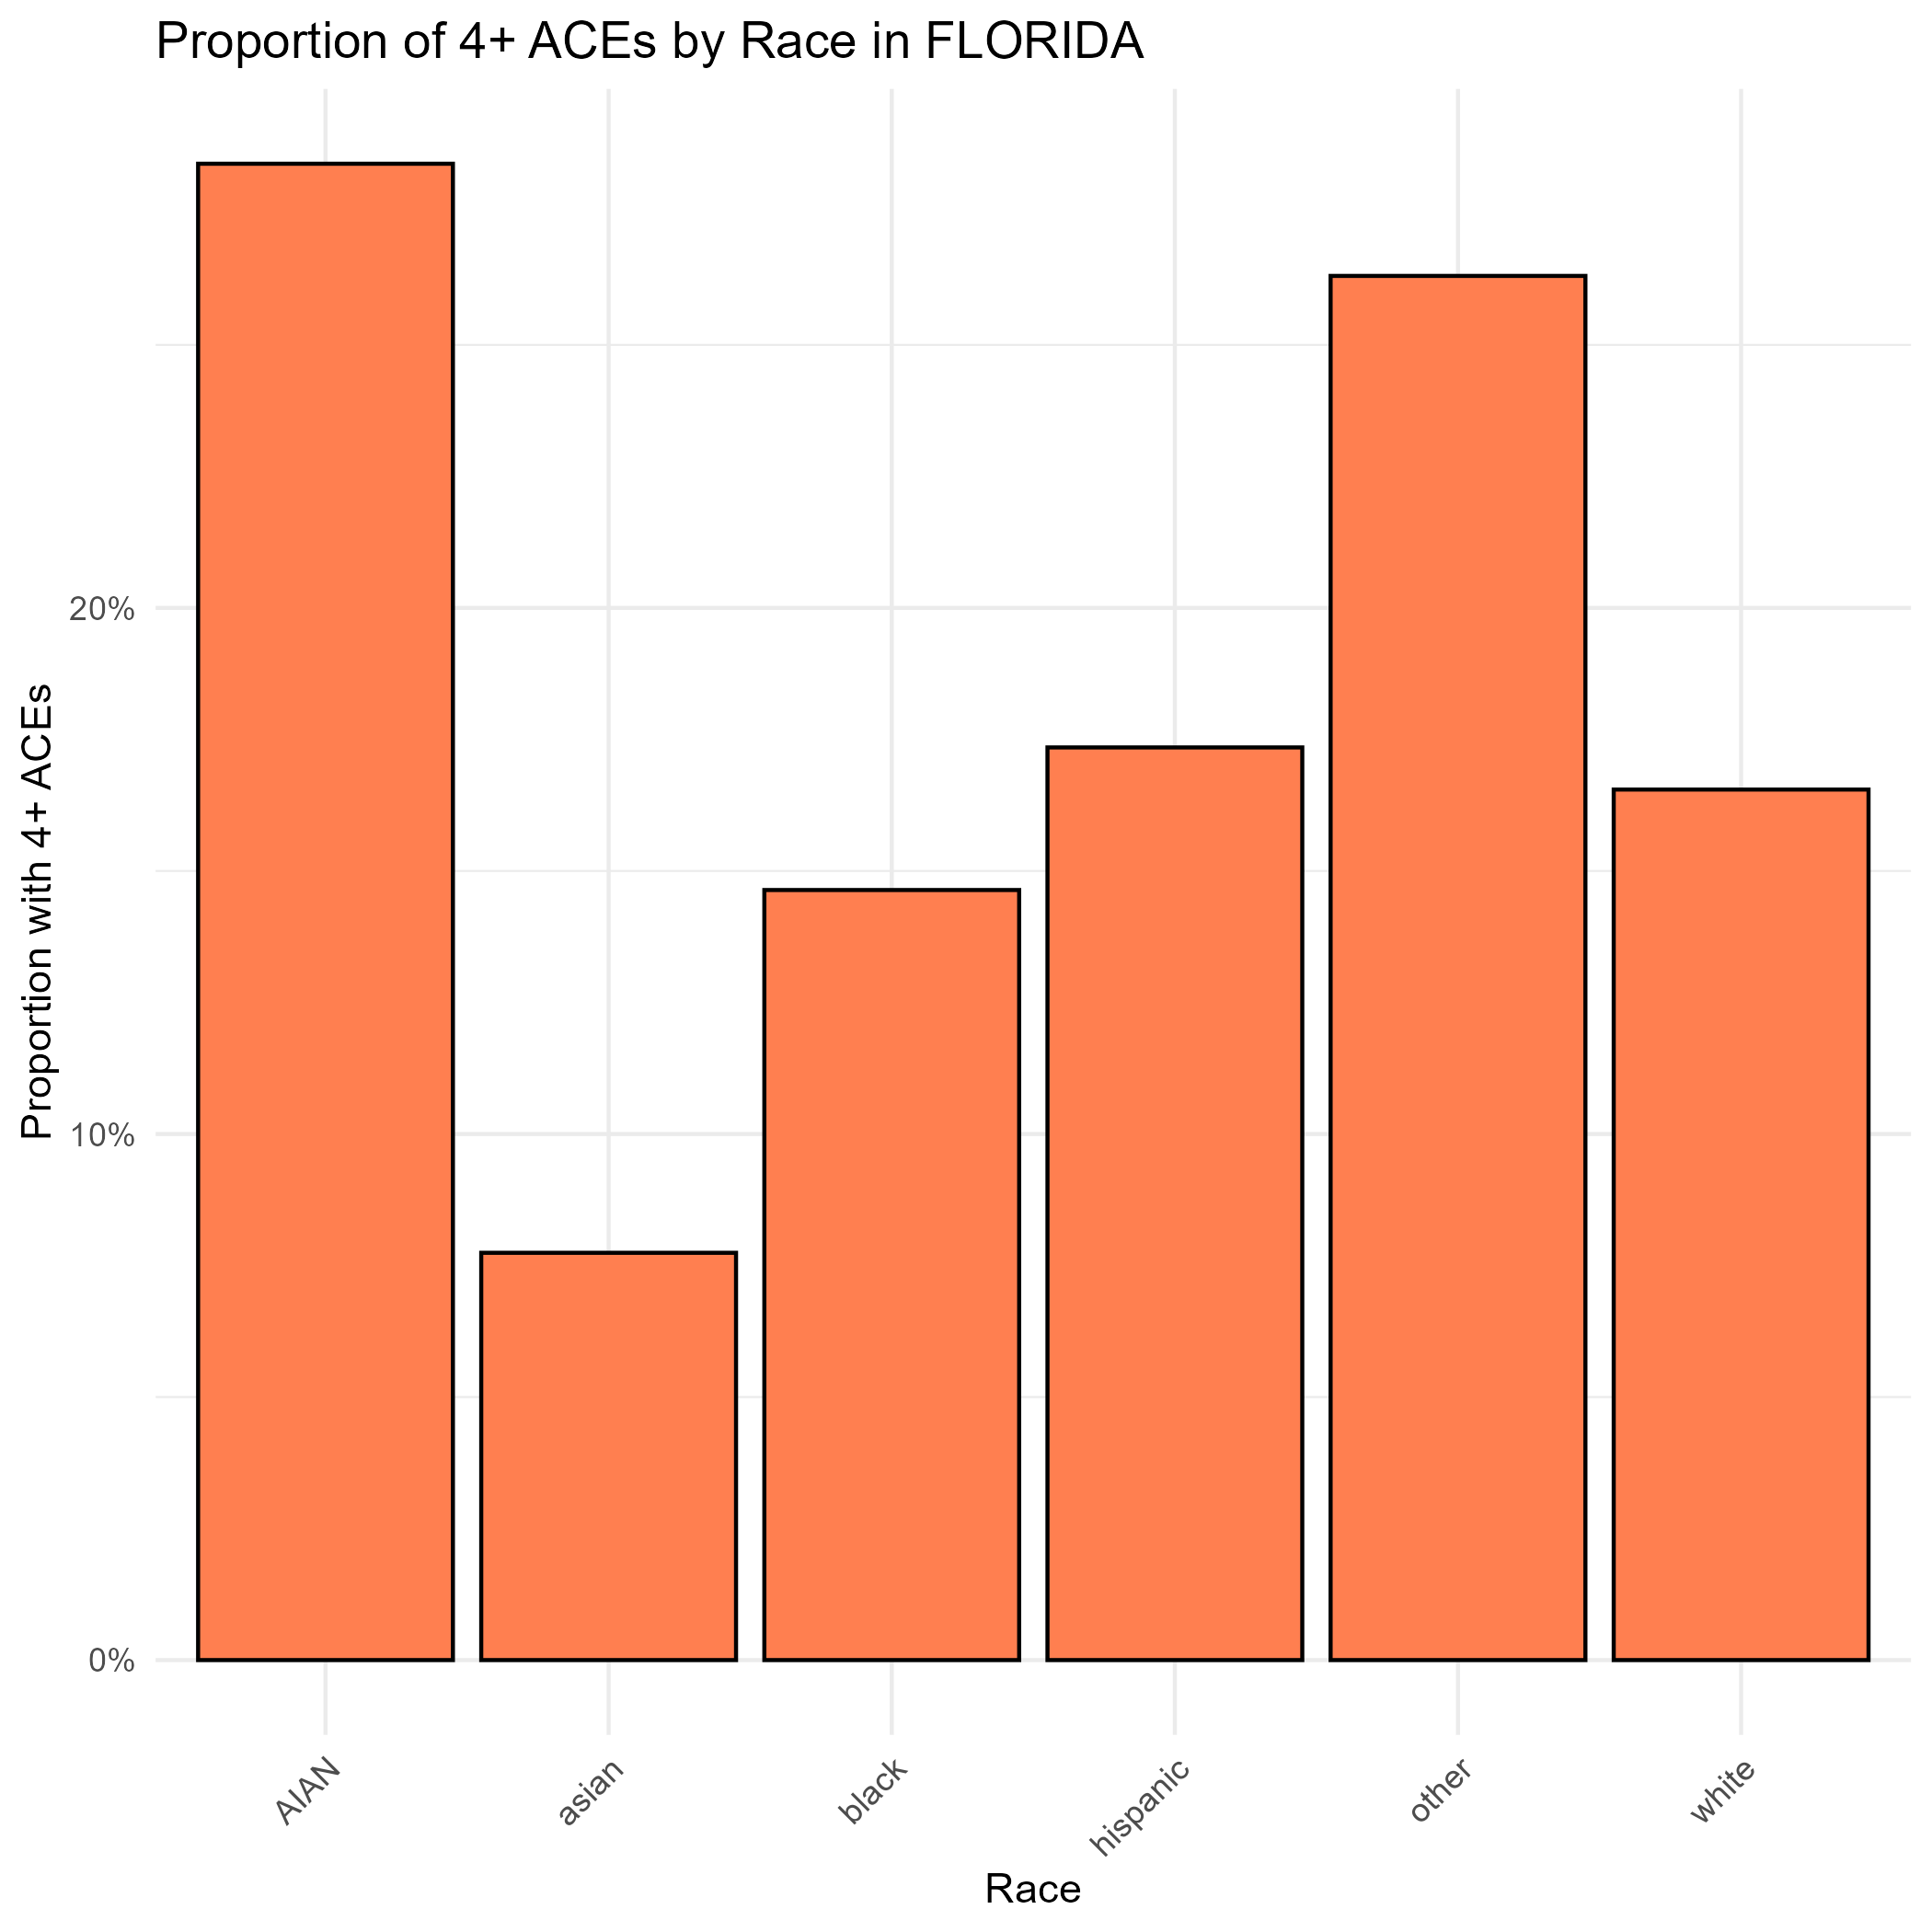 Proportion of 4+ ACEs by Race in FLORIDA
Proportion with 4+ ACEs
20%
10%
0%
AIAN
asian
black
hispanic
other
white
Race